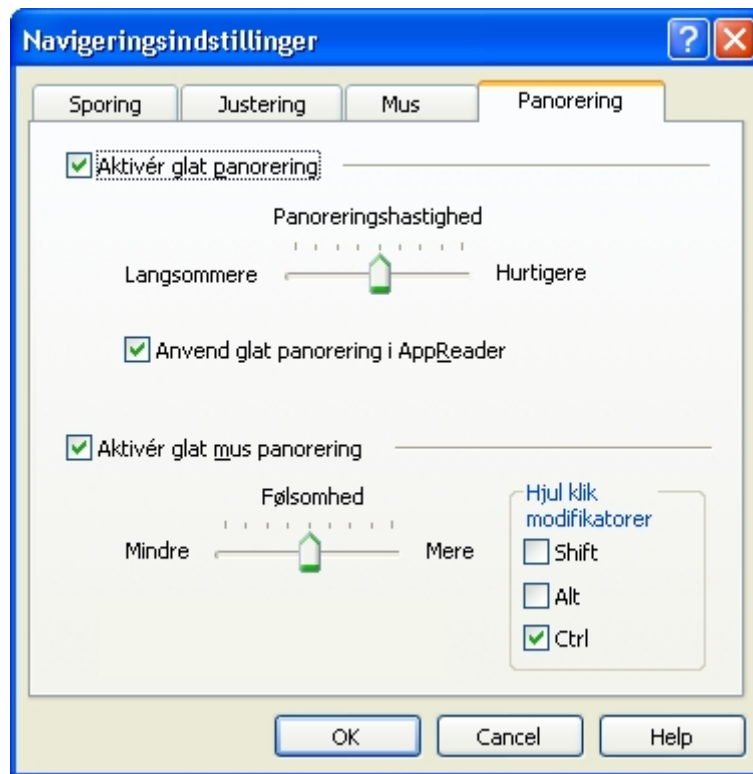 Navigeringsindstillinger
Sporing Justering Mus Panorering
Aktivér glat panorering
Panoreringshastighed
Langsommere Hurtigere
Anvend glat panorering i AppReader
Aktivér glat mus panorering
Følsomhed
Mindre Mere
Hjul klik
modifikatorer
Shift
Alt
Ctrl
OK Cancel Help